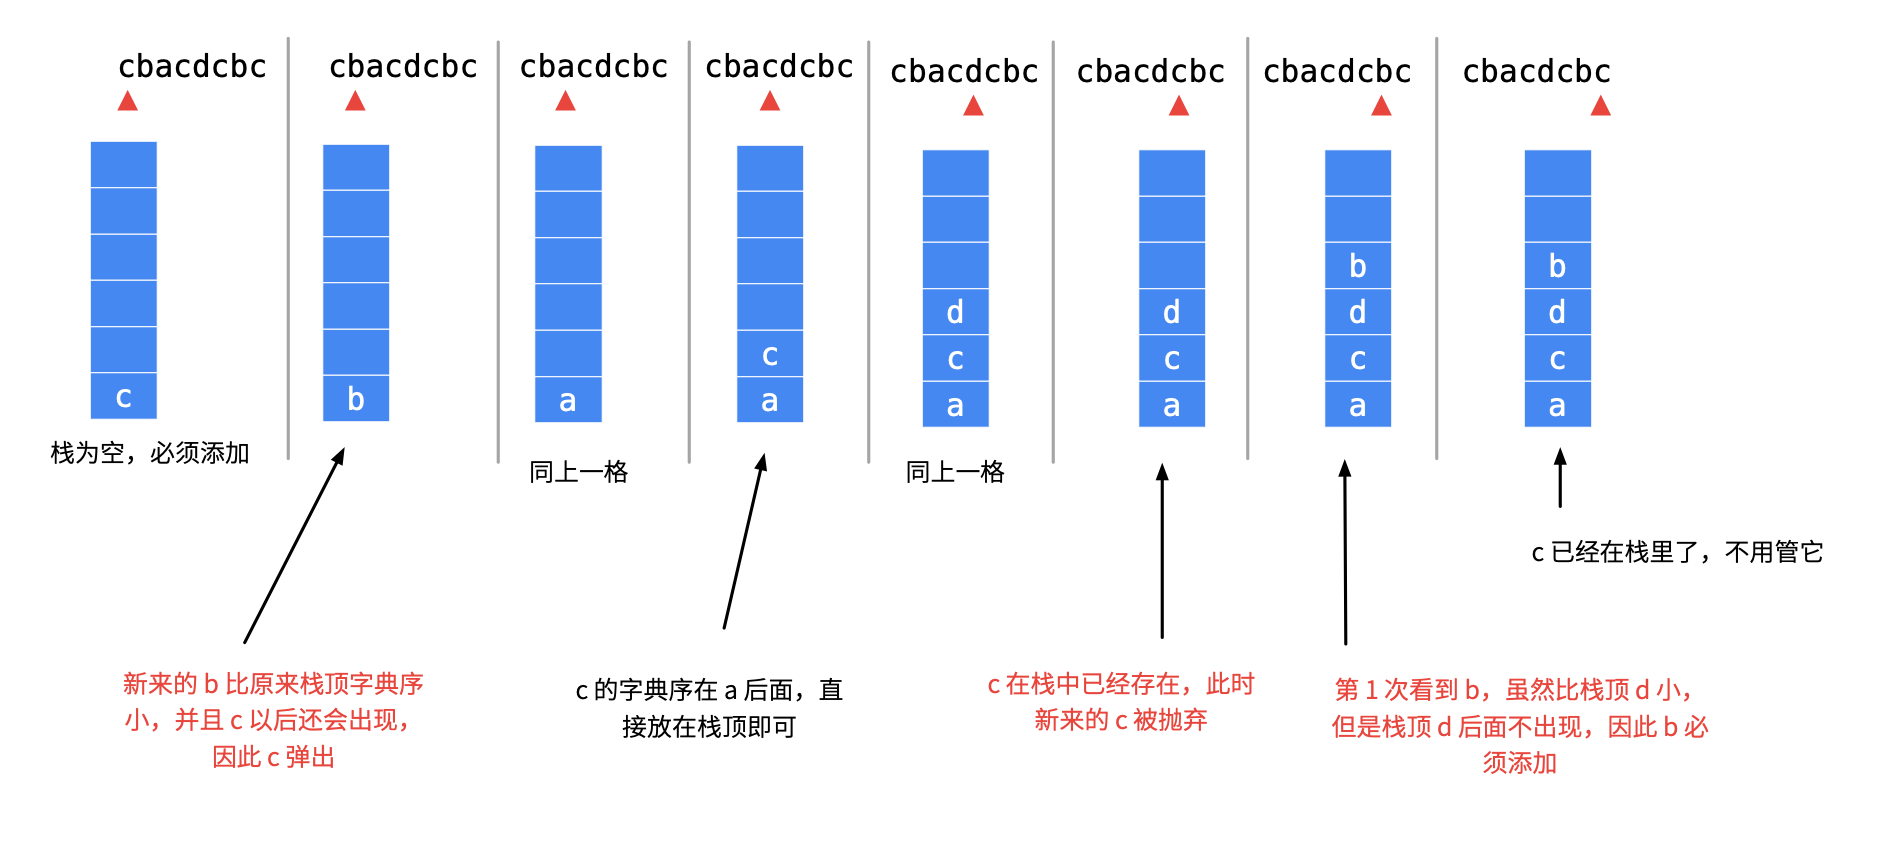 cbacdcbc
cbacdcbc
cbacdcbc
cbacdcbc
cbacdcbc
cbacdcbc
cbacdcbc
cbacdcbc
c
b
a
c
a
d
c
a
d
c
a
b
d
c
a
b
d
c
a
栈为空，必须添加
同上一格
同上一格
c 已经在栈里了，不用管它
新来的 b 比原来栈顶字典序
小，并且 c 以后还会出现，
因此 c 弹出
c 的字典序在 a 后面，直
接放在栈顶即可
c 在栈中已经存在，此时
新来的 c 被抛弃
第 1 次看到 b，虽然比栈顶 d 小，
但是栈顶 d 后面不出现，因此 b 必
须添加